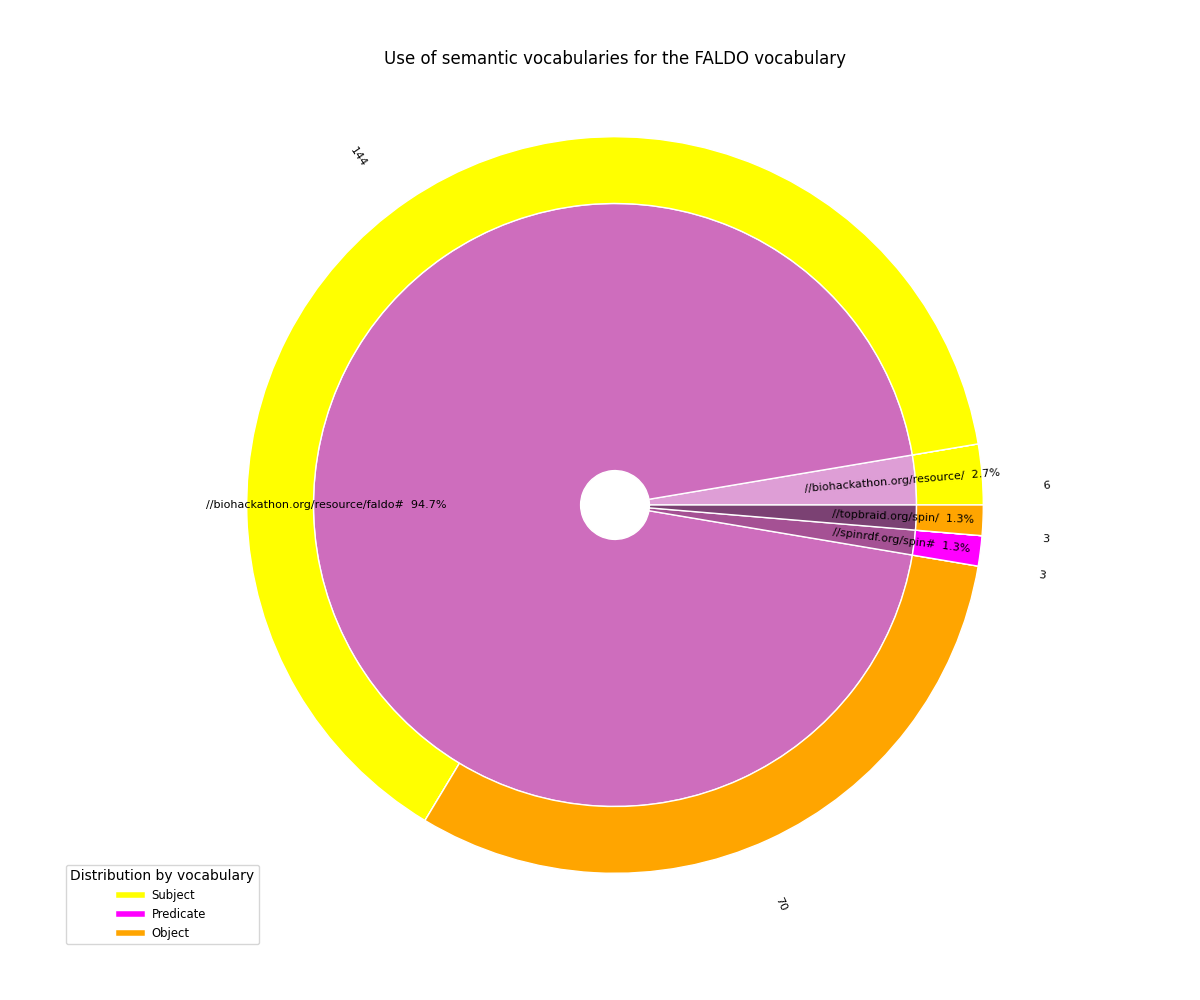 Use of semantic vocabularies for the FALDO vocabulary
144
//biohackathon.org/resource/ 2.7%
6
//biohackathon.org/resource/faldo# 94.7%
//topbraid.org/spin/ 1.3%
3
//spinrdf.org/spin# 1.3%
3
70
Distribution by vocabulary
Subject
Predicate
Object